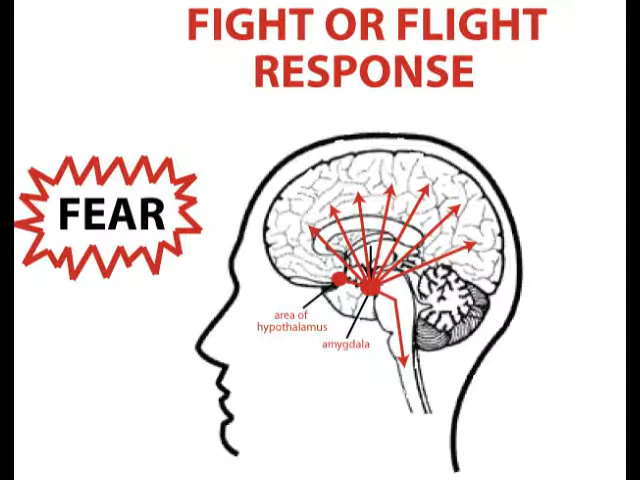 FIGHT OR FLIGHT
RESPONSE
FEAR
area of
hypothalamus
amygdala